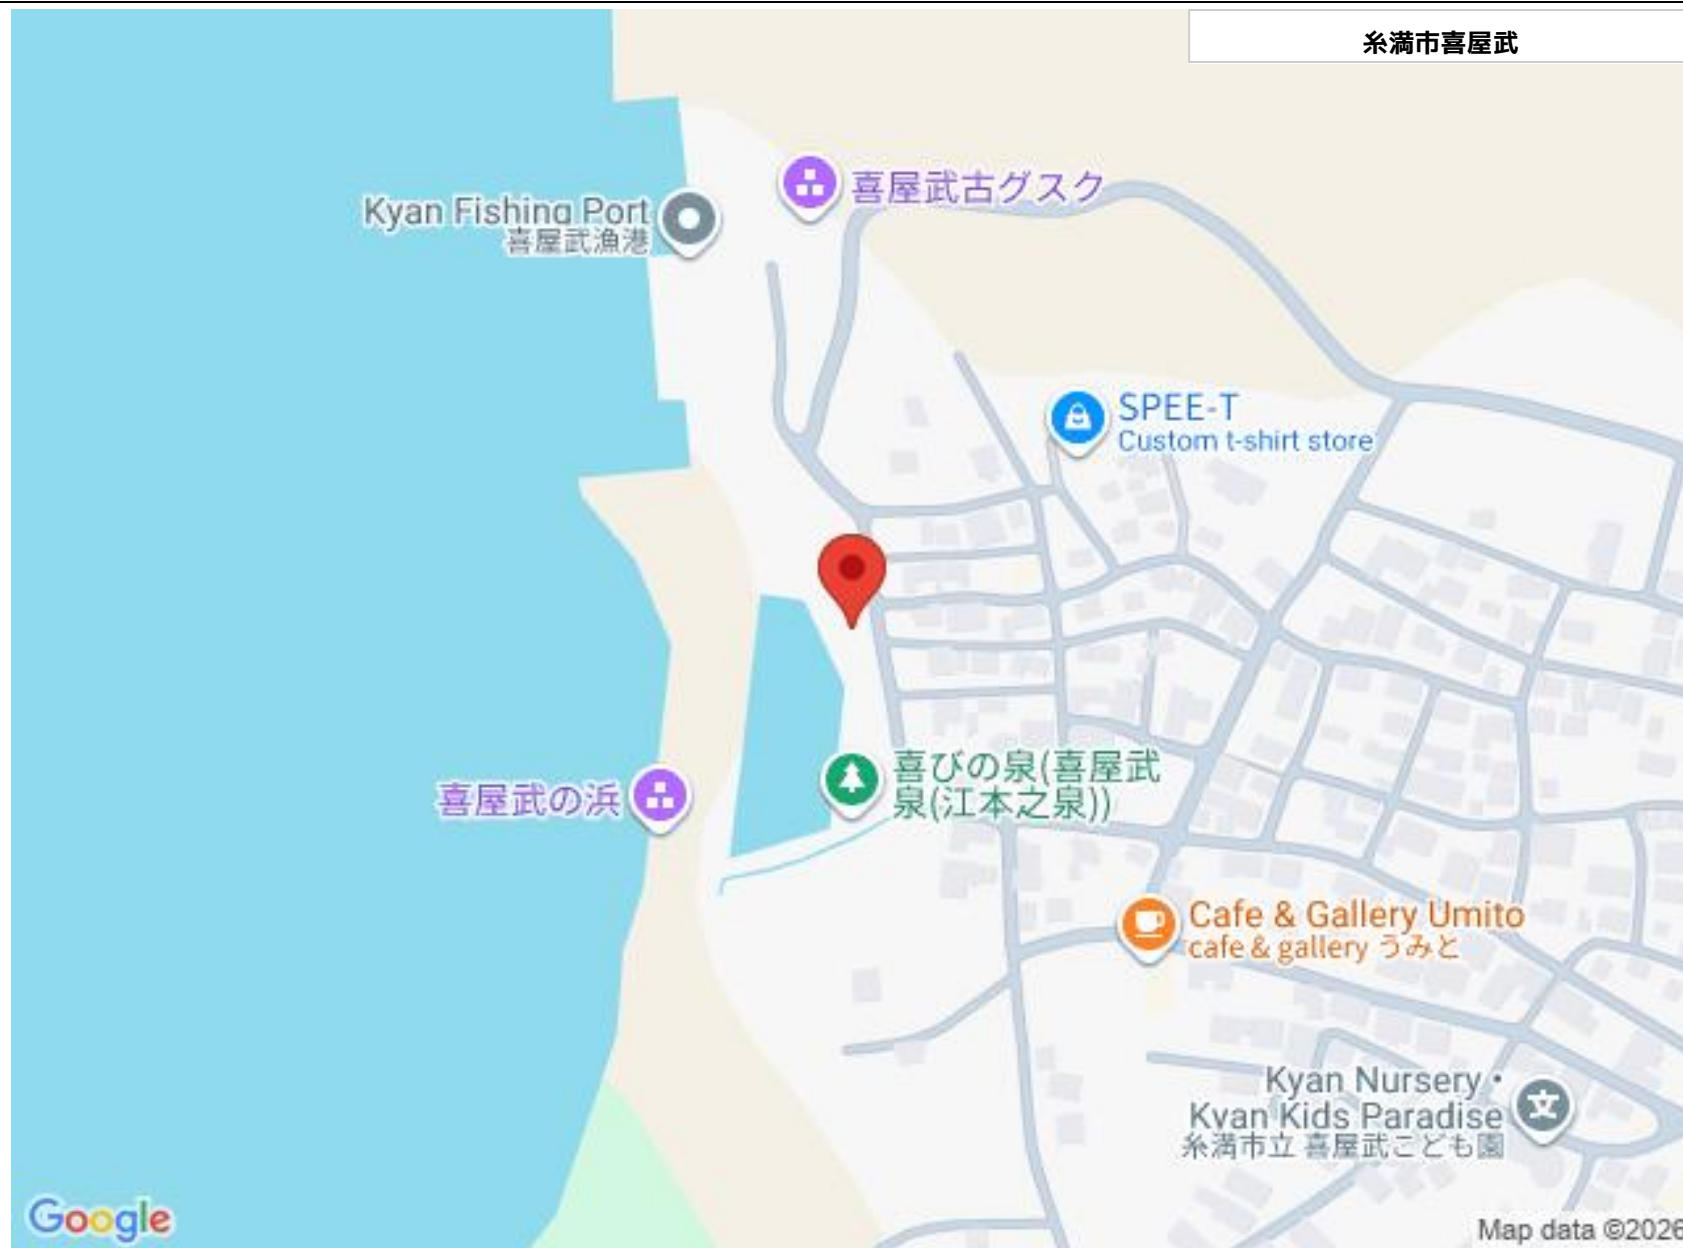 糸満市喜屋武
喜屋武古グスク
Kyan Fishing Port
喜屋武漁港
SPEE-T
Custom t-shirt store
喜びの泉(喜屋武
泉(江本之泉))
喜屋武の浜
Cafe & Gallery Umito
cafe & gallery うみと
Kyan Nursery・
Kyan Kids Paradise
糸満市立 喜屋武こども園
Google
Map data ©2026